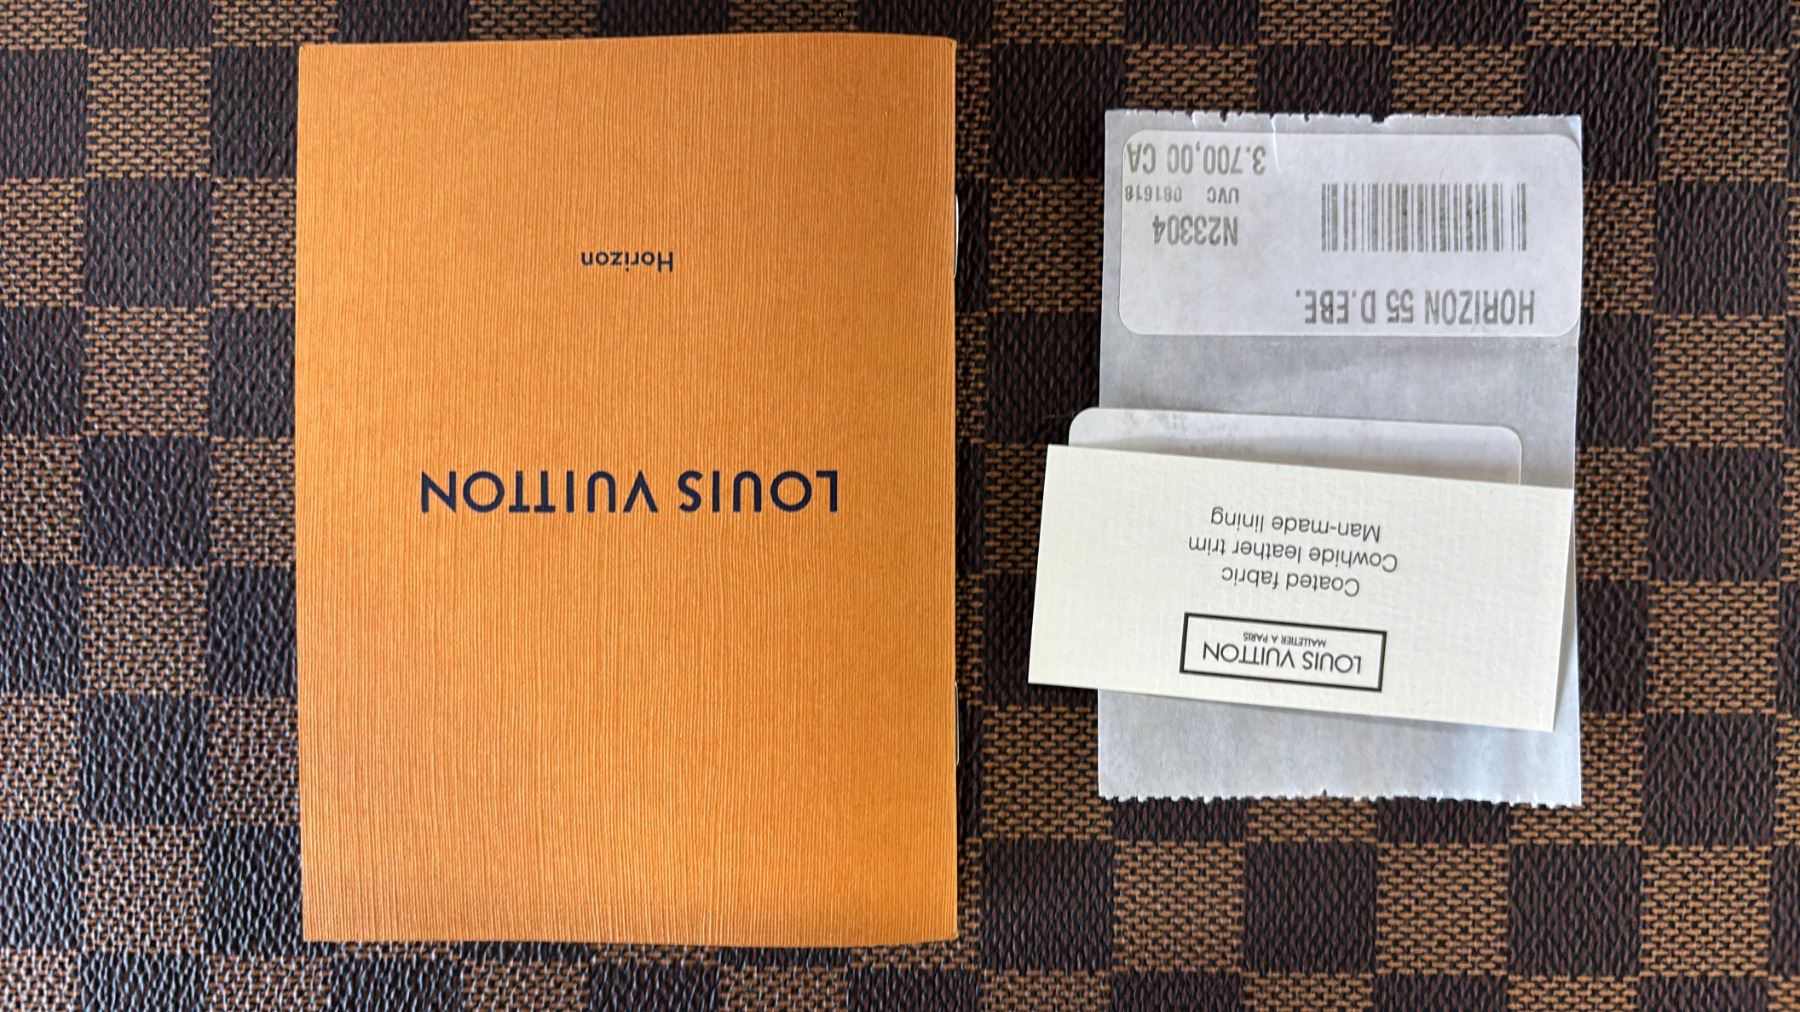 LOUIS VUITTON
Horizon
LOUIS VUITTON
MALLETIER A PARIS
Coated fabric
Cowhide leather trim
Man-made lining
HORIZON 55 D.EBE.
N23304
UVC 081618
3.700,00 CA